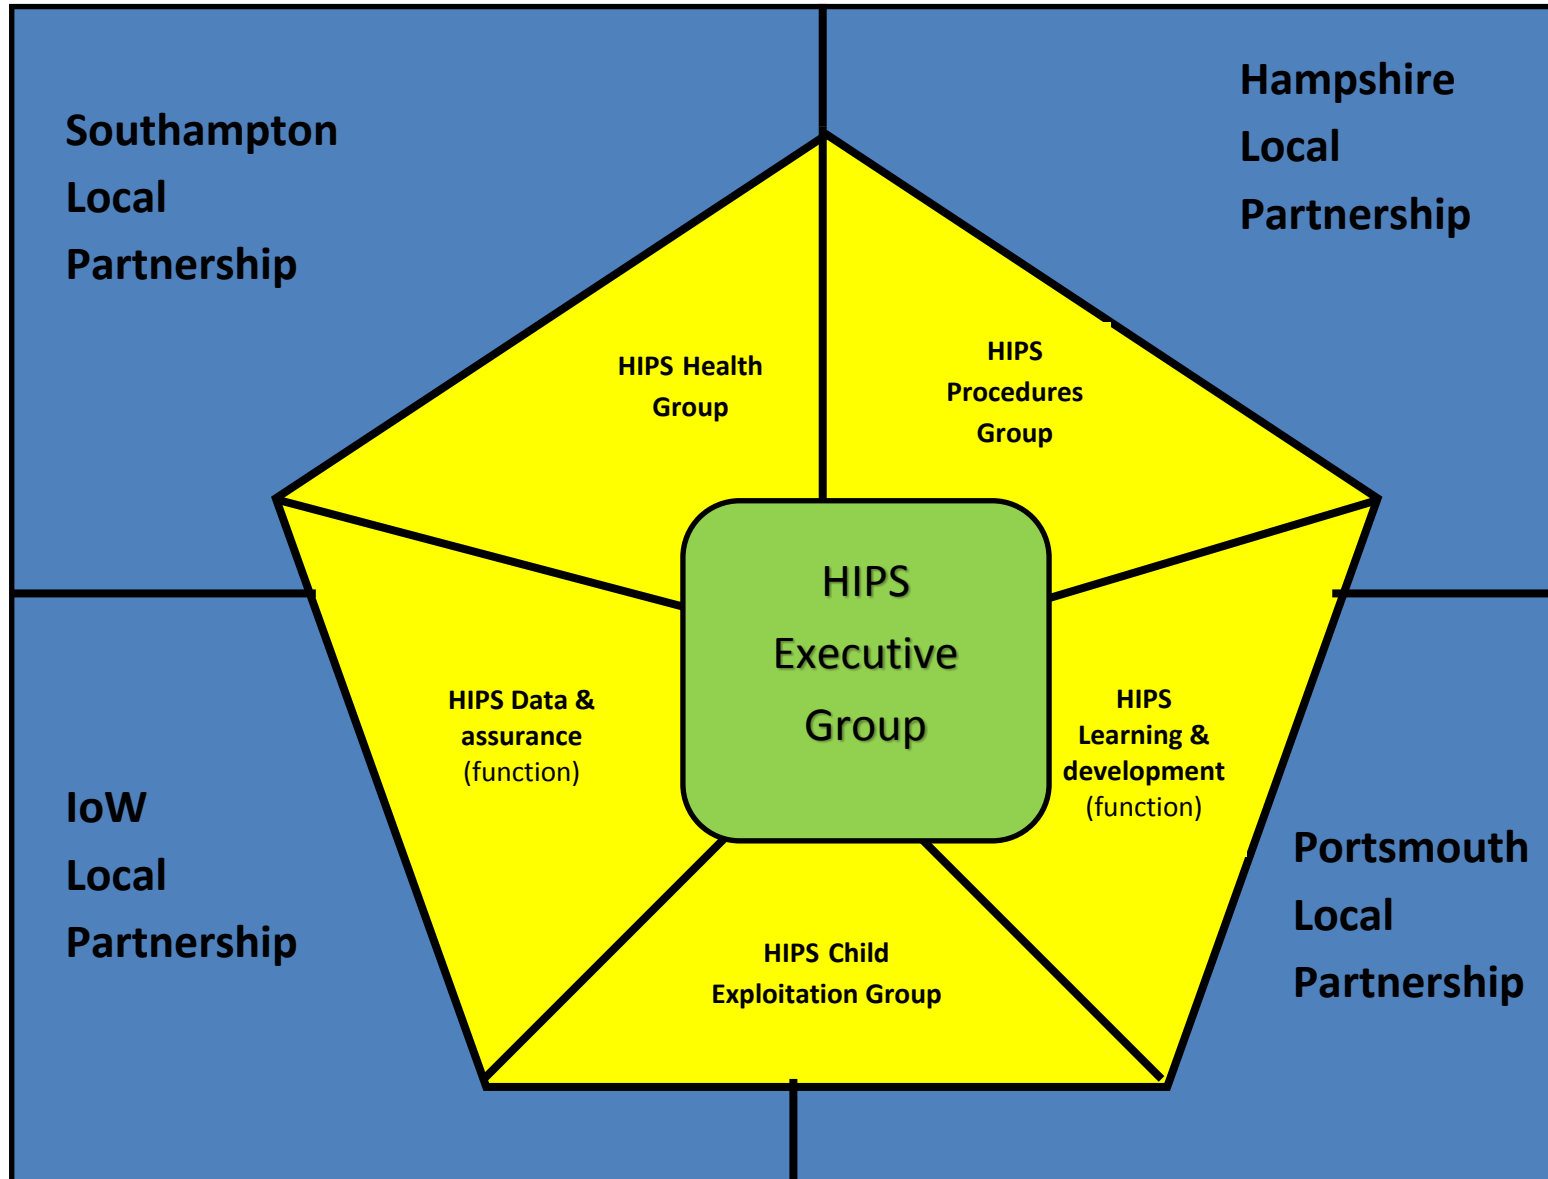 Southampton
Local
Partnership
Hampshire
Local
Partnership
HIPS Health
Group
HIPS
Procedures
Group
HIPS
Executive
Group
HIPS Data &
assurance
(function)
HIPS
Learning &
development
(function)
IoW
Local
Partnership
Portsmouth
Local
Partnership
HIPS Child
Exploitation Group